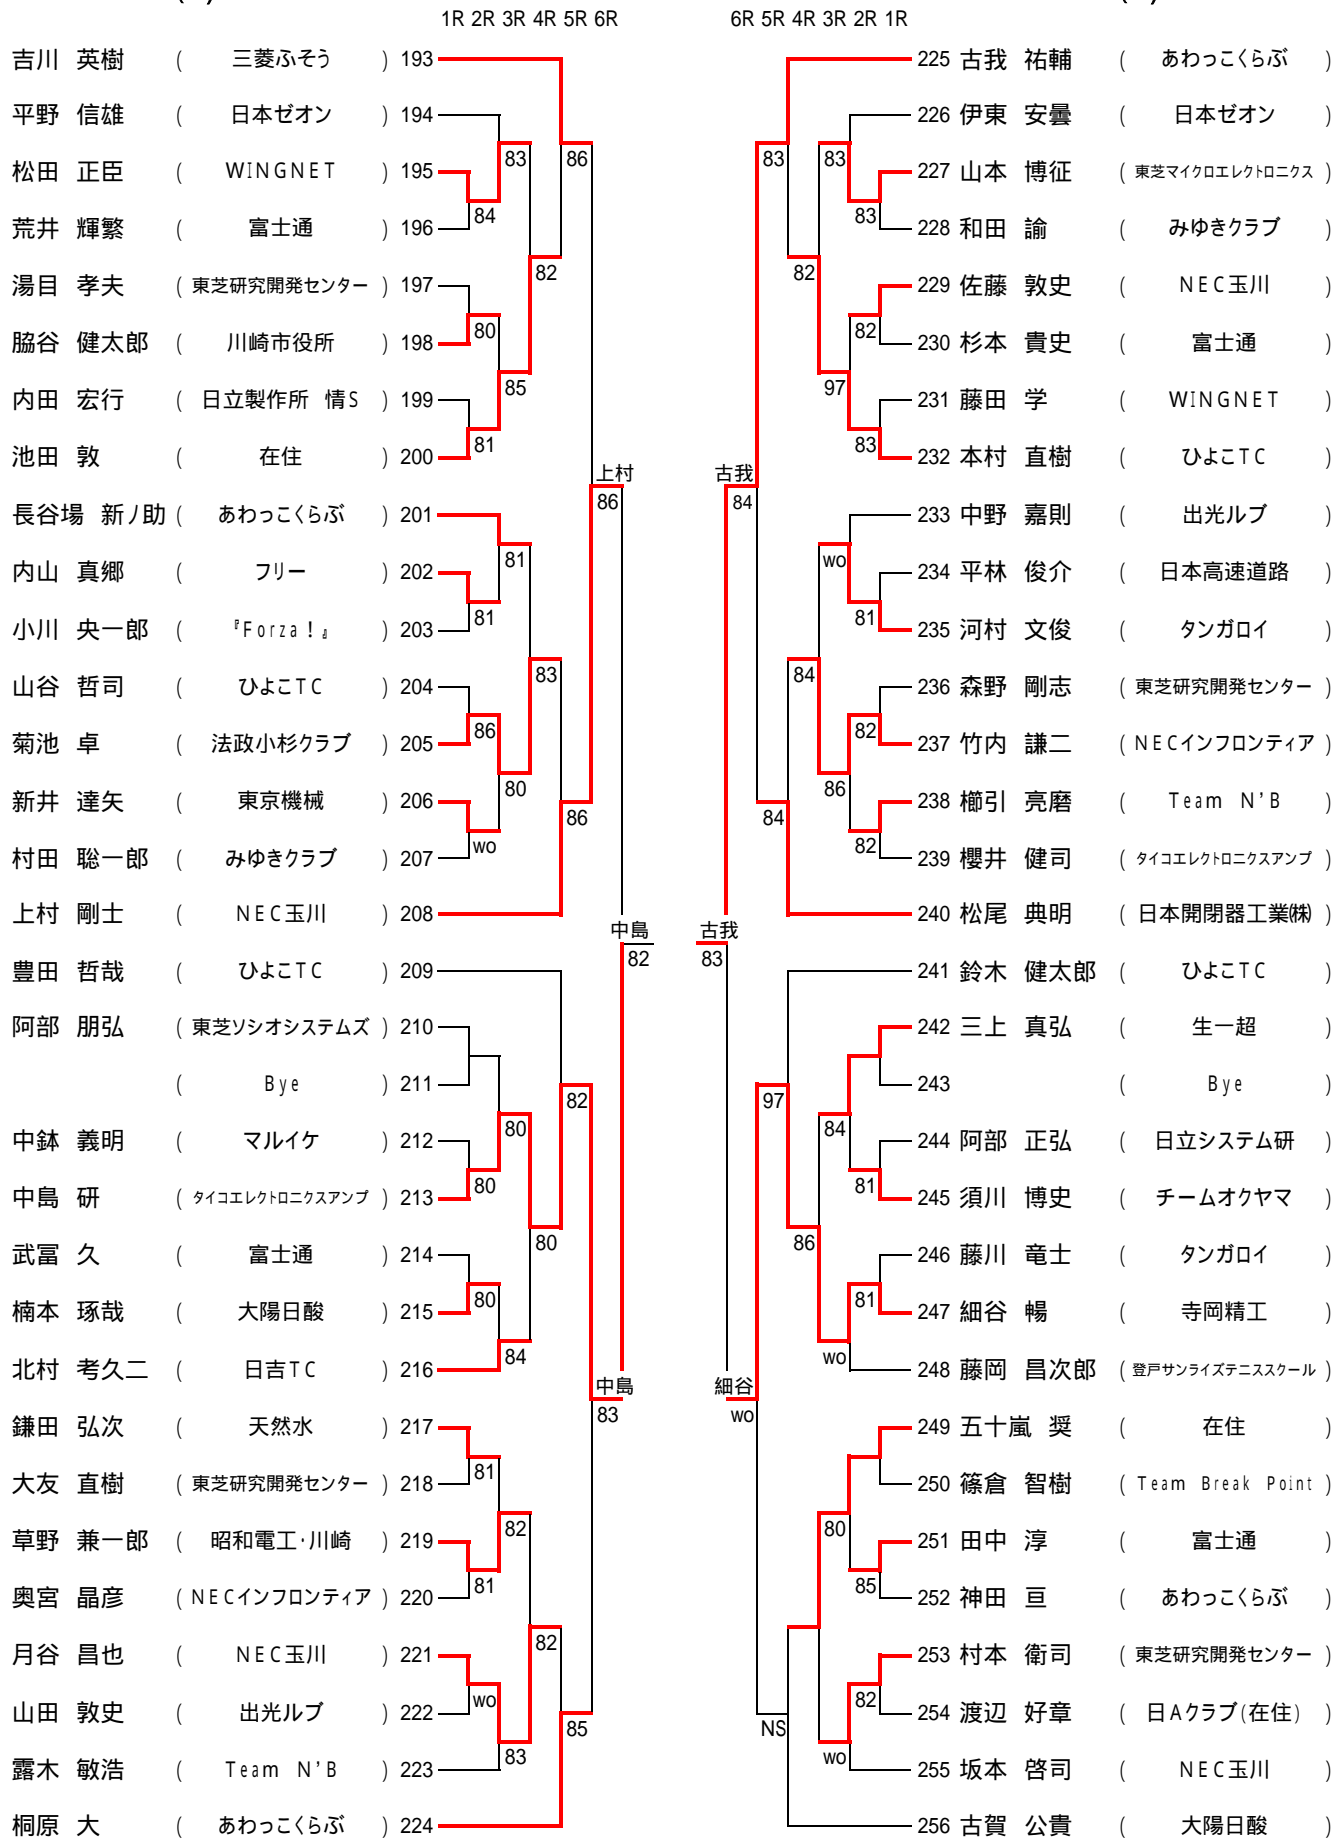 1R 2R 3R 4R 5R 6R 6R 5R 4R 3R 2R 1R
吉川 英樹 ( 三菱ふそう ) 193 225 古我 祐輔 ( あわっこくらぶ )
平野 信雄 ( 日本ゼオン ) 194 226 伊東 安曇 ( 日本ゼオン )
83 86 83 83
松田 正臣 ( WINGNET ) 195 227 山本 博征 ( 東芝マイクロエレクトロニクス )
84 83
荒井 輝繁 ( 富士通 ) 196 228 和田 諭 ( みゆきクラブ )
82 82
湯目 孝夫 ( 東芝研究開発センター ) 197 229 佐藤 敦史 ( NEC玉川 )
80 82
脇谷 健太郎 ( 川崎市役所 ) 198 230 杉本 貴史 ( 富士通 )
85 97
内田 宏行 ( 日立製作所 情S ) 199 231 藤田 学 ( WINGNET )
81 83
池田 敦 ( 在住 ) 200 232 本村 直樹 ( ひよこTC )
上村 古我
86 84
長谷場 新ノ助 ( あわっこくらぶ ) 201 233 中野 嘉則 ( 出光ルブ )
81 wo
内山 真郷 ( フリー ) 202 234 平林 俊介 ( 日本高速道路 )
81 81
小川 央一郎 ( 『Forza!』 ) 203 235 河村 文俊 ( タンガロイ )
83 84
山谷 哲司 ( ひよこTC ) 204 236 森野 剛志 ( 東芝研究開発センター )
86 82
菊池 卓 ( 法政小杉クラブ ) 205 237 竹内 謙二 ( NECインフロンティア )
80 86
新井 達矢 ( 東京機械 ) 206 238 櫛引 亮磨 ( Team N'B )
86 84
wo 82
村田 聡一郎 ( みゆきクラブ ) 207 239 櫻井 健司 ( タイコエレクトロニクスアンプ )
上村 剛士 ( NEC玉川 ) 208 240 松尾 典明 ( 日本開閉器工業㈱ )
中島 古我
82 83
豊田 哲哉 ( ひよこTC ) 209 241 鈴木 健太郎 ( ひよこTC )
阿部 朋弘 ( 東芝ソシオシステムズ ) 210 242 三上 真弘 ( 生一超 )
( Bye ) 211 243 ( Bye )
82 97
80 84
中鉢 義明 ( マルイケ ) 212 244 阿部 正弘 ( 日立システム研 )
80 81
中島 研 ( タイコエレクトロニクスアンプ ) 213 245 須川 博史 ( チームオクヤマ )
80 86
武冨 久 ( 富士通 ) 214 246 藤川 竜士 ( タンガロイ )
80 81
楠本 琢哉 ( 大陽日酸 ) 215 247 細谷 暢 ( 寺岡精工 )
84 wo
北村 考久二 ( 日吉TC ) 216 248 藤岡 昌次郎 ( 登戸サンライズテニススクール )
中島 細谷
83 wo
鎌田 弘次 ( 天然水 ) 217 249 五十嵐 奨 ( 在住 )
81
大友 直樹 ( 東芝研究開発センター ) 218 250 篠倉 智樹 ( Team Break Point )
82 80
草野 兼一郎 ( 昭和電工・川崎 ) 219 251 田中 淳 ( 富士通 )
81 85
奥宮 晶彦 ( NECインフロンティア ) 220 252 神田 亘 ( あわっこくらぶ )
82
月谷 昌也 ( NEC玉川 ) 221 253 村本 衛司 ( 東芝研究開発センター )
wo 82
山田 敦史 ( 出光ルブ ) 222 254 渡辺 好章 ( 日Aクラブ(在住) )
85 NS
83 wo
露木 敏浩 ( Team N'B ) 223 255 坂本 啓司 ( NEC玉川 )
桐原 大 ( あわっこくらぶ ) 224 256 古賀 公貴 ( 大陽日酸 )